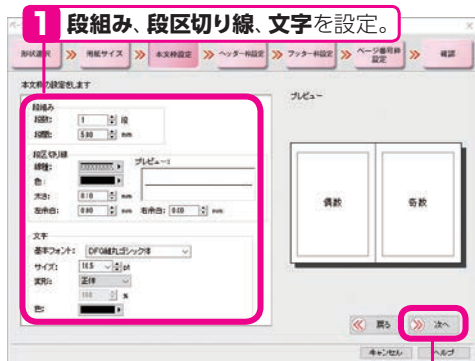 1 段組み、段区切り線、文字を設定。
形状選択 用紙サイズ 本文枠設定 ヘッダー枠設定 フッター枠設定 ページ番号枠設定 確認
本文枠の設定をします
プレビュー
段組み
段数: 1 段
段間: 5.00 mm
段区切り線
線種: プレビュー:
色:
太さ: 0.10 mm
左余白: 0.00 mm 右余白: 0.00 mm
偶数 奇数
文字
基本フォント: DFG細丸ゴシック体
サイズ: 10.5 pt
変形: 正体
100 %
色:
戻る 次へ
キャンセル ヘルプ